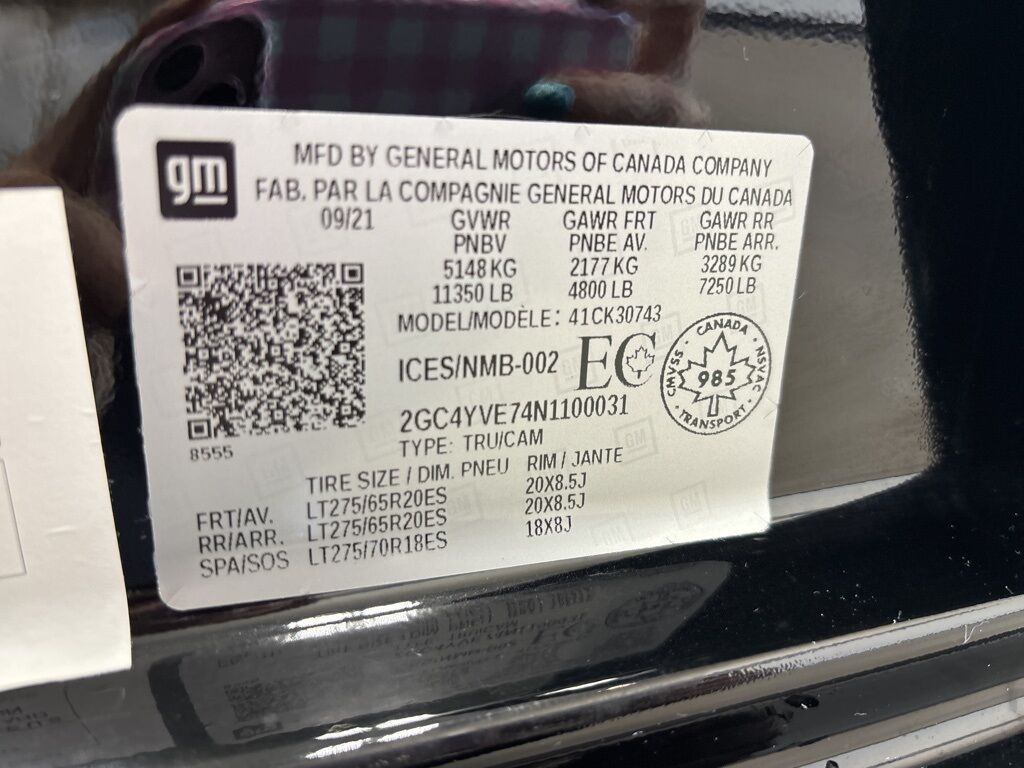 gm
MFD BY GENERAL MOTORS OF CANADA COMPANY
FAB. PAR LA COMPAGNIE GENERAL MOTORS DU CANADA
09/21 GVWR GAWR FRT GAWR RR
PNBV PNBE AV. PNBE ARR.
5148 KG 2177 KG 3289 KG
11350 LB 4800 LB 7250 LB
MODEL/MODÈLE: 41CK30743
ICES/NMB-002 EC
CANADA
CMVSS 985 NSVAC
TRANSPORT
2GC4YVE74N1100031
8555 TYPE: TRU/CAM
TIRE SIZE / DIM. PNEU RIM / JANTE
FRT/AV. LT275/65R20ES 20X8.5J
RR/ARR. LT275/65R20ES 20X8.5J
SPA/SOS LT275/70R18ES 18X8J